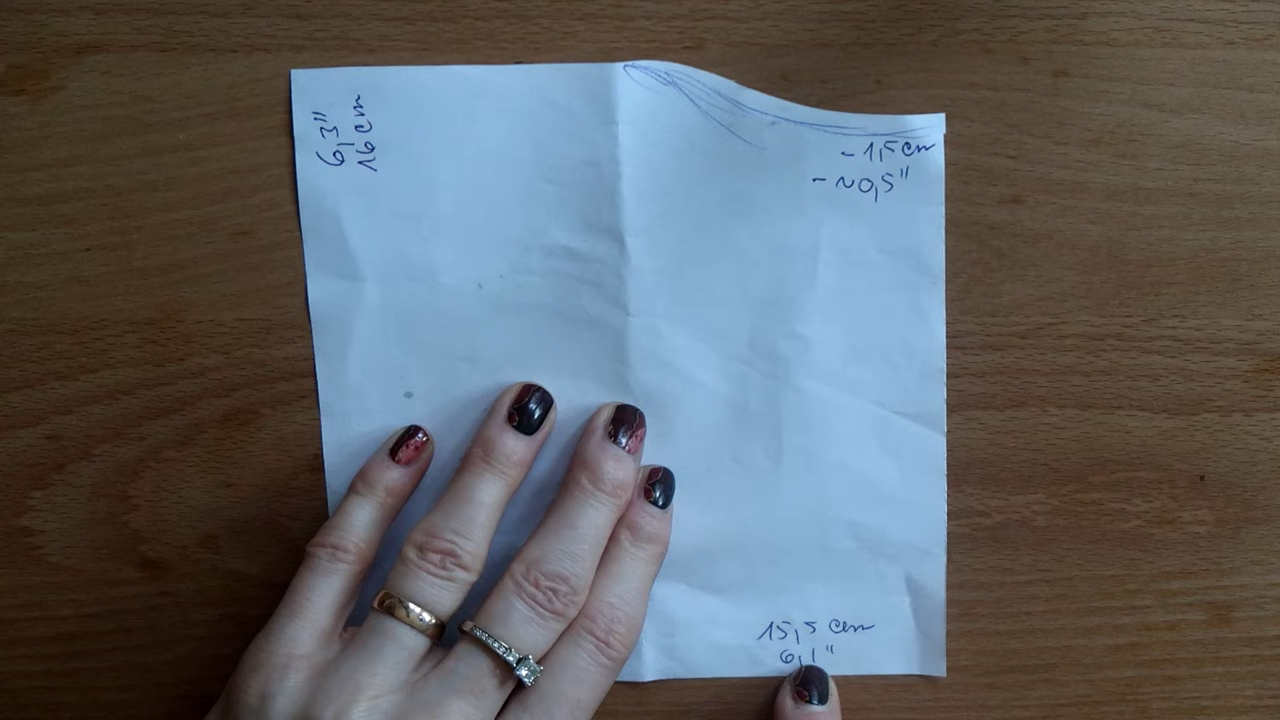 6,3"
16 cm
- 1,5 cm
- ~0,5"
15,5 cm
6,1"